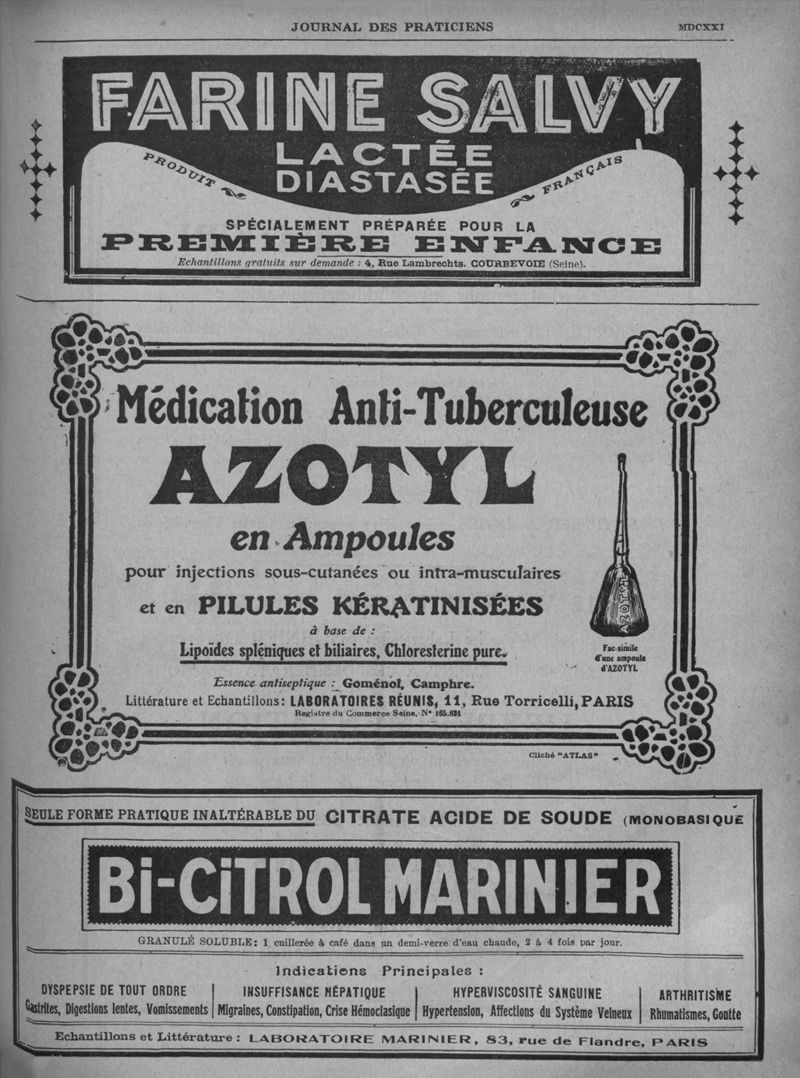 JOURNAL DES PRATICIENS MDCXXI
FARINE SALVY
LACTÉE
DIASTASÉE
PRODUIT FRANÇAIS
SPÉCIALEMENT PRÉPARÉE POUR LA
PREMIÈRE ENFANCE
Echantillons gratuits sur demande : 4, Rue Lambrechts. COURBEVOIE (Seine).
Médication Anti-Tuberculeuse
AZOTYL
en Ampoules
pour injections sous-cutanées ou intra-musculaires
et en PILULES KÉRATINISÉES
à base de :
Lipoïdes spléniques et biliaires, Chloresterine pure.
AZOTYL
Fac-simile
d'une ampoule
d'AZOTYL
Essence antiseptique : Goménol, Camphre.
Littérature et Echantillons : LABORATOIRES RÉUNIS, 11, Rue Torricelli, PARIS
Registre du Commerce Seine, N° 165.831
Cliché "ATLAS"
SEULE FORME PRATIQUE INALTÉRABLE DU CITRATE ACIDE DE SOUDE (MONOBASIQUE
Bi-CiTROL MARINIER
GRANULÉ SOLUBLE : 1 cuillerée à café dans un demi-verre d'eau chaude, 2 à 4 fois par jour.
Indications Principales :
DYSPEPSIE DE TOUT ORDRE | INSUFFISANCE HÉPATIQUE | HYPERVISCOSITÉ SANGUINE | ARTHRITISME
Gastrites, Digestions lentes, Vomissements | Migraines, Constipation, Crise Hémoclasique | Hypertension, Affections du Système Veineux | Rhumatismes, Goutte
Echantillons et Littérature : LABORATOIRE MARINIER, 83, rue de Flandre, PARIS